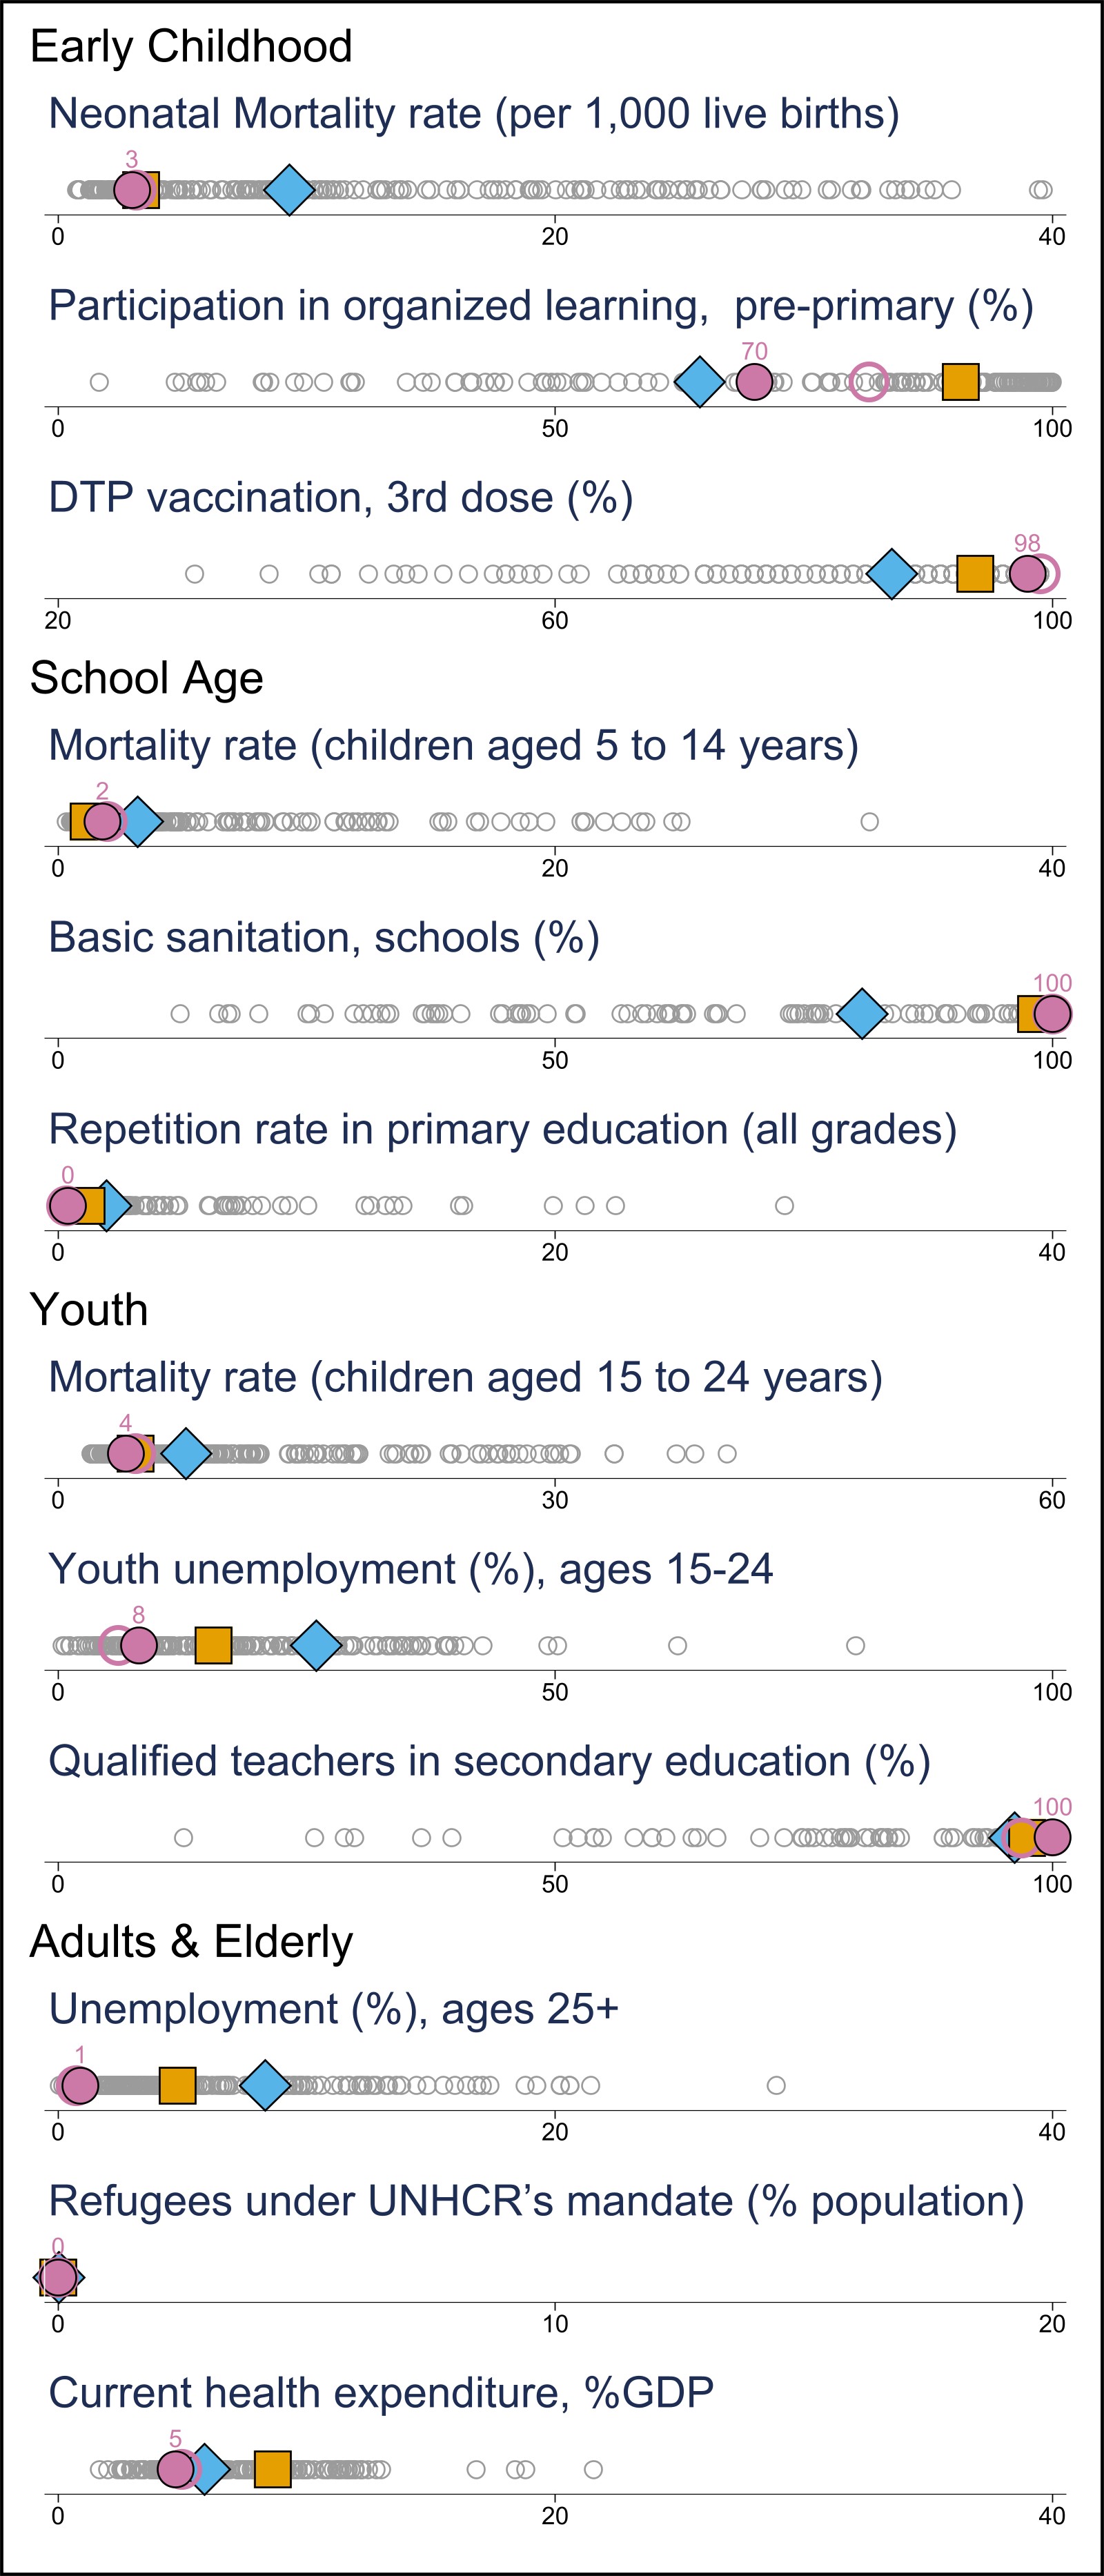 Early Childhood
Neonatal Mortality rate (per 1,000 live births)
3
0 20 40
Participation in organized learning, pre-primary (%)
70
0 50 100
DTP vaccination, 3rd dose (%)
98
20 60 100
School Age
Mortality rate (children aged 5 to 14 years)
2
0 20 40
Basic sanitation, schools (%)
100
0 50 100
Repetition rate in primary education (all grades)
0
0 20 40
Youth
Mortality rate (children aged 15 to 24 years)
4
0 30 60
Youth unemployment (%), ages 15-24
8
0 50 100
Qualified teachers in secondary education (%)
100
0 50 100
Adults & Elderly
Unemployment (%), ages 25+
1
0 20 40
Refugees under UNHCR’s mandate (% population)
0
0 10 20
Current health expenditure, %GDP
5
0 20 40